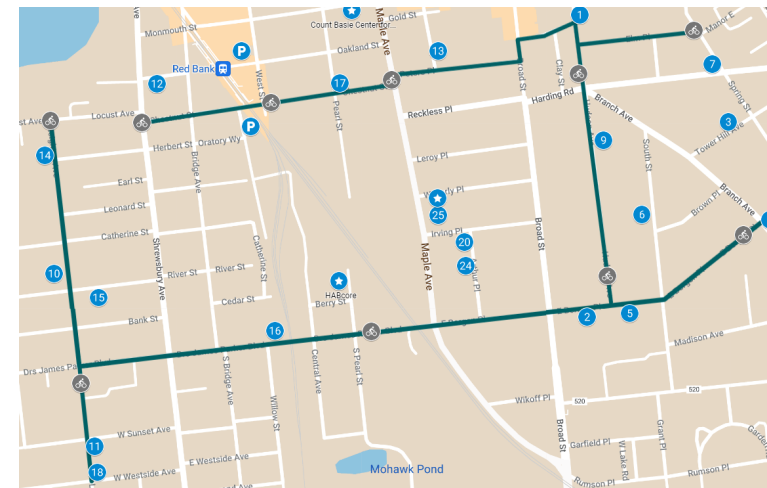 Gold St
Maple Ave
Monmouth St
Count Basie Center for...
Oakland St
1
Manor E
P
13
Red Bank
7
12
West St
17
Broad St
Clay St
Spring St
Locust Ave
Pearl St
Reckless Pl
Harding Rd
Branch Ave
3
P
Herbert St
Oratory Wy
9
Tower Hill Ave
14
Bridge Ave
Leroy Pl
South St
Earl St
Brown Pl
Branch Ave
Leonard St
25
6
Catherine St
Irving Pl
20
Broad St
Shrewsbury Ave
Catherine St
Maple Ave
24
10
River St
River St
15
HABcore
Cedar St
Berry St
Bank St
16
2
5
Madison Ave
S Bridge Ave
Central Ave
S Pearl St
Willow St
Wikoff Pl
520
520
W Sunset Ave
Broad St
Grant Pl
11
Garfield Pl
W Lake Rd
E Westside Ave
18
W Westside Ave
Mohawk Pond
Rumson Pl
Rumson Pl